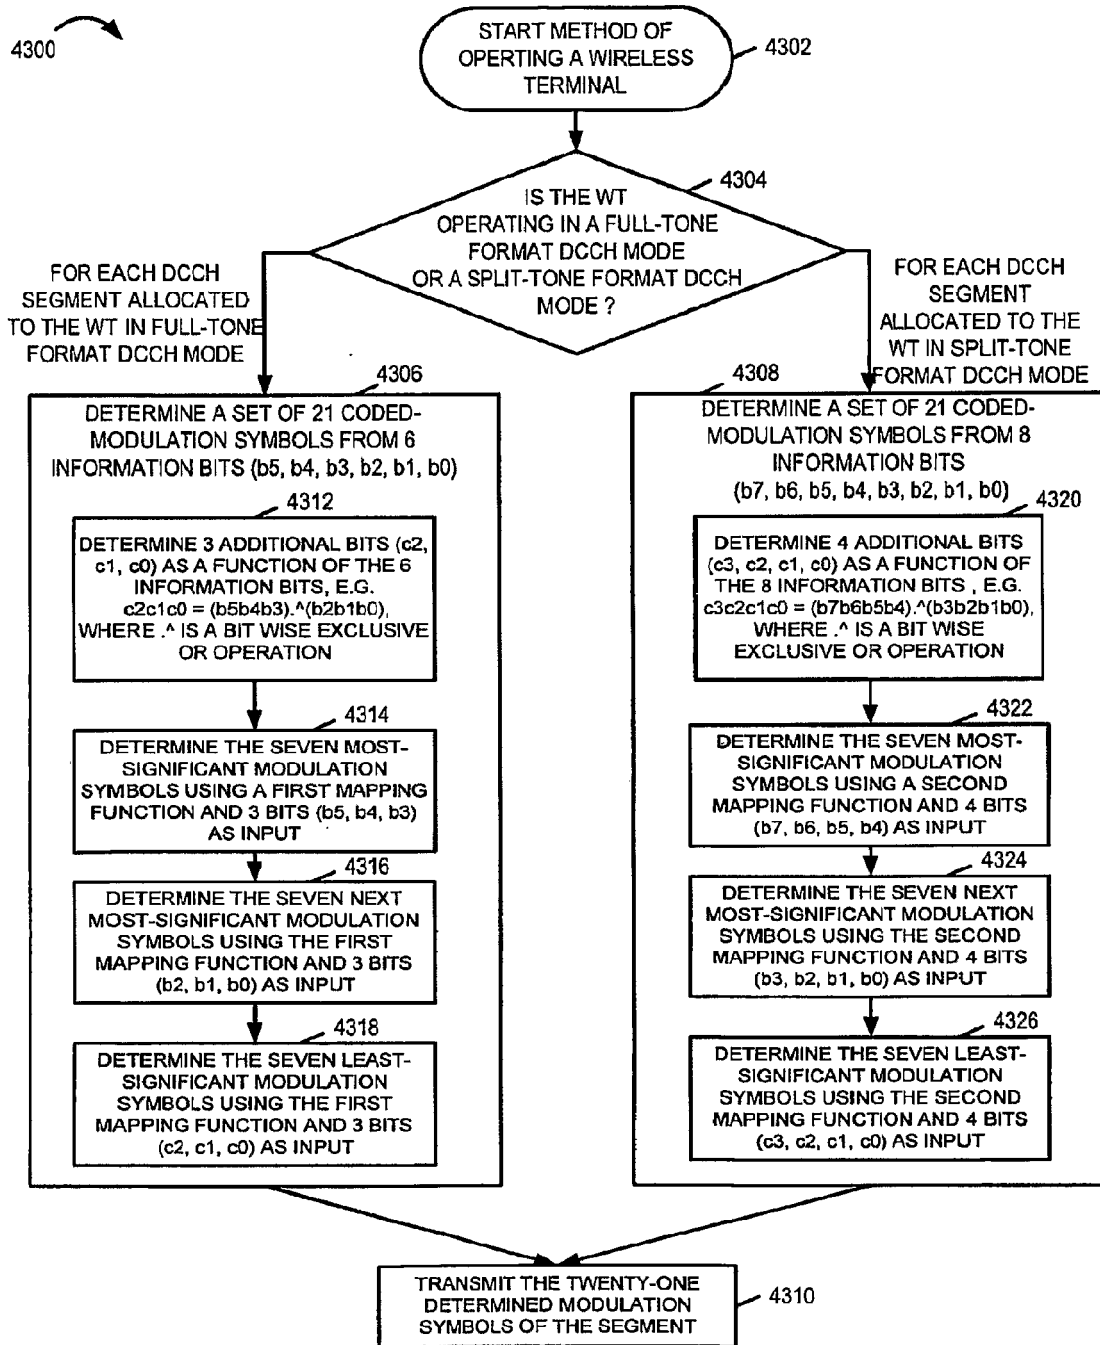 4300
START METHOD OF
OPERTING A WIRELESS
TERMINAL
4302
4304
IS THE WT
OPERATING IN A FULL-TONE
FORMAT DCCH MODE
OR A SPLIT-TONE FORMAT DCCH
MODE ?
FOR EACH DCCH
SEGMENT ALLOCATED
TO THE WT IN FULL-TONE
FORMAT DCCH MODE
FOR EACH DCCH
SEGMENT
ALLOCATED TO THE
WT IN SPLIT-TONE
FORMAT DCCH MODE
4306
DETERMINE A SET OF 21 CODED-
MODULATION SYMBOLS FROM 6
INFORMATION BITS (b5, b4, b3, b2, b1, b0)
4312
DETERMINE 3 ADDITIONAL BITS (c2,
c1, c0) AS A FUNCTION OF THE 6
INFORMATION BITS, E.G.
c2c1c0 = (b5b4b3).^(b2b1b0),
WHERE .^ IS A BIT WISE EXCLUSIVE
OR OPERATION
4314
DETERMINE THE SEVEN MOST-
SIGNIFICANT MODULATION
SYMBOLS USING A FIRST MAPPING
FUNCTION AND 3 BITS (b5, b4, b3)
AS INPUT
4316
DETERMINE THE SEVEN NEXT
MOST-SIGNIFICANT MODULATION
SYMBOLS USING THE FIRST
MAPPING FUNCTION AND 3 BITS
(b2, b1, b0) AS INPUT
4318
DETERMINE THE SEVEN LEAST-
SIGNIFICANT MODULATION
SYMBOLS USING THE FIRST
MAPPING FUNCTION AND 3 BITS
(c2, c1, c0) AS INPUT
4308
DETERMINE A SET OF 21 CODED-
MODULATION SYMBOLS FROM 8
INFORMATION BITS
(b7, b6, b5, b4, b3, b2, b1, b0)
4320
DETERMINE 4 ADDITIONAL BITS
(c3, c2, c1, c0) AS A FUNCTION OF
THE 8 INFORMATION BITS , E.G.
c3c2c1c0 = (b7b6b5b4).^(b3b2b1b0),
WHERE .^ IS A BIT WISE
EXCLUSIVE OR OPERATION
4322
DETERMINE THE SEVEN MOST-
SIGNIFICANT MODULATION
SYMBOLS USING A SECOND
MAPPING FUNCTION AND 4 BITS
(b7, b6, b5, b4) AS INPUT
4324
DETERMINE THE SEVEN NEXT
MOST-SIGNIFICANT MODULATION
SYMBOLS USING THE SECOND
MAPPING FUNCTION AND 4 BITS
(b3, b2, b1, b0) AS INPUT
4326
DETERMINE THE SEVEN LEAST-
SIGNIFICANT MODULATION
SYMBOLS USING THE SECOND
MAPPING FUNCTION AND 4 BITS
(c3, c2, c1, c0) AS INPUT
TRANSMIT THE TWENTY-ONE
DETERMINED MODULATION
SYMBOLS OF THE SEGMENT
4310